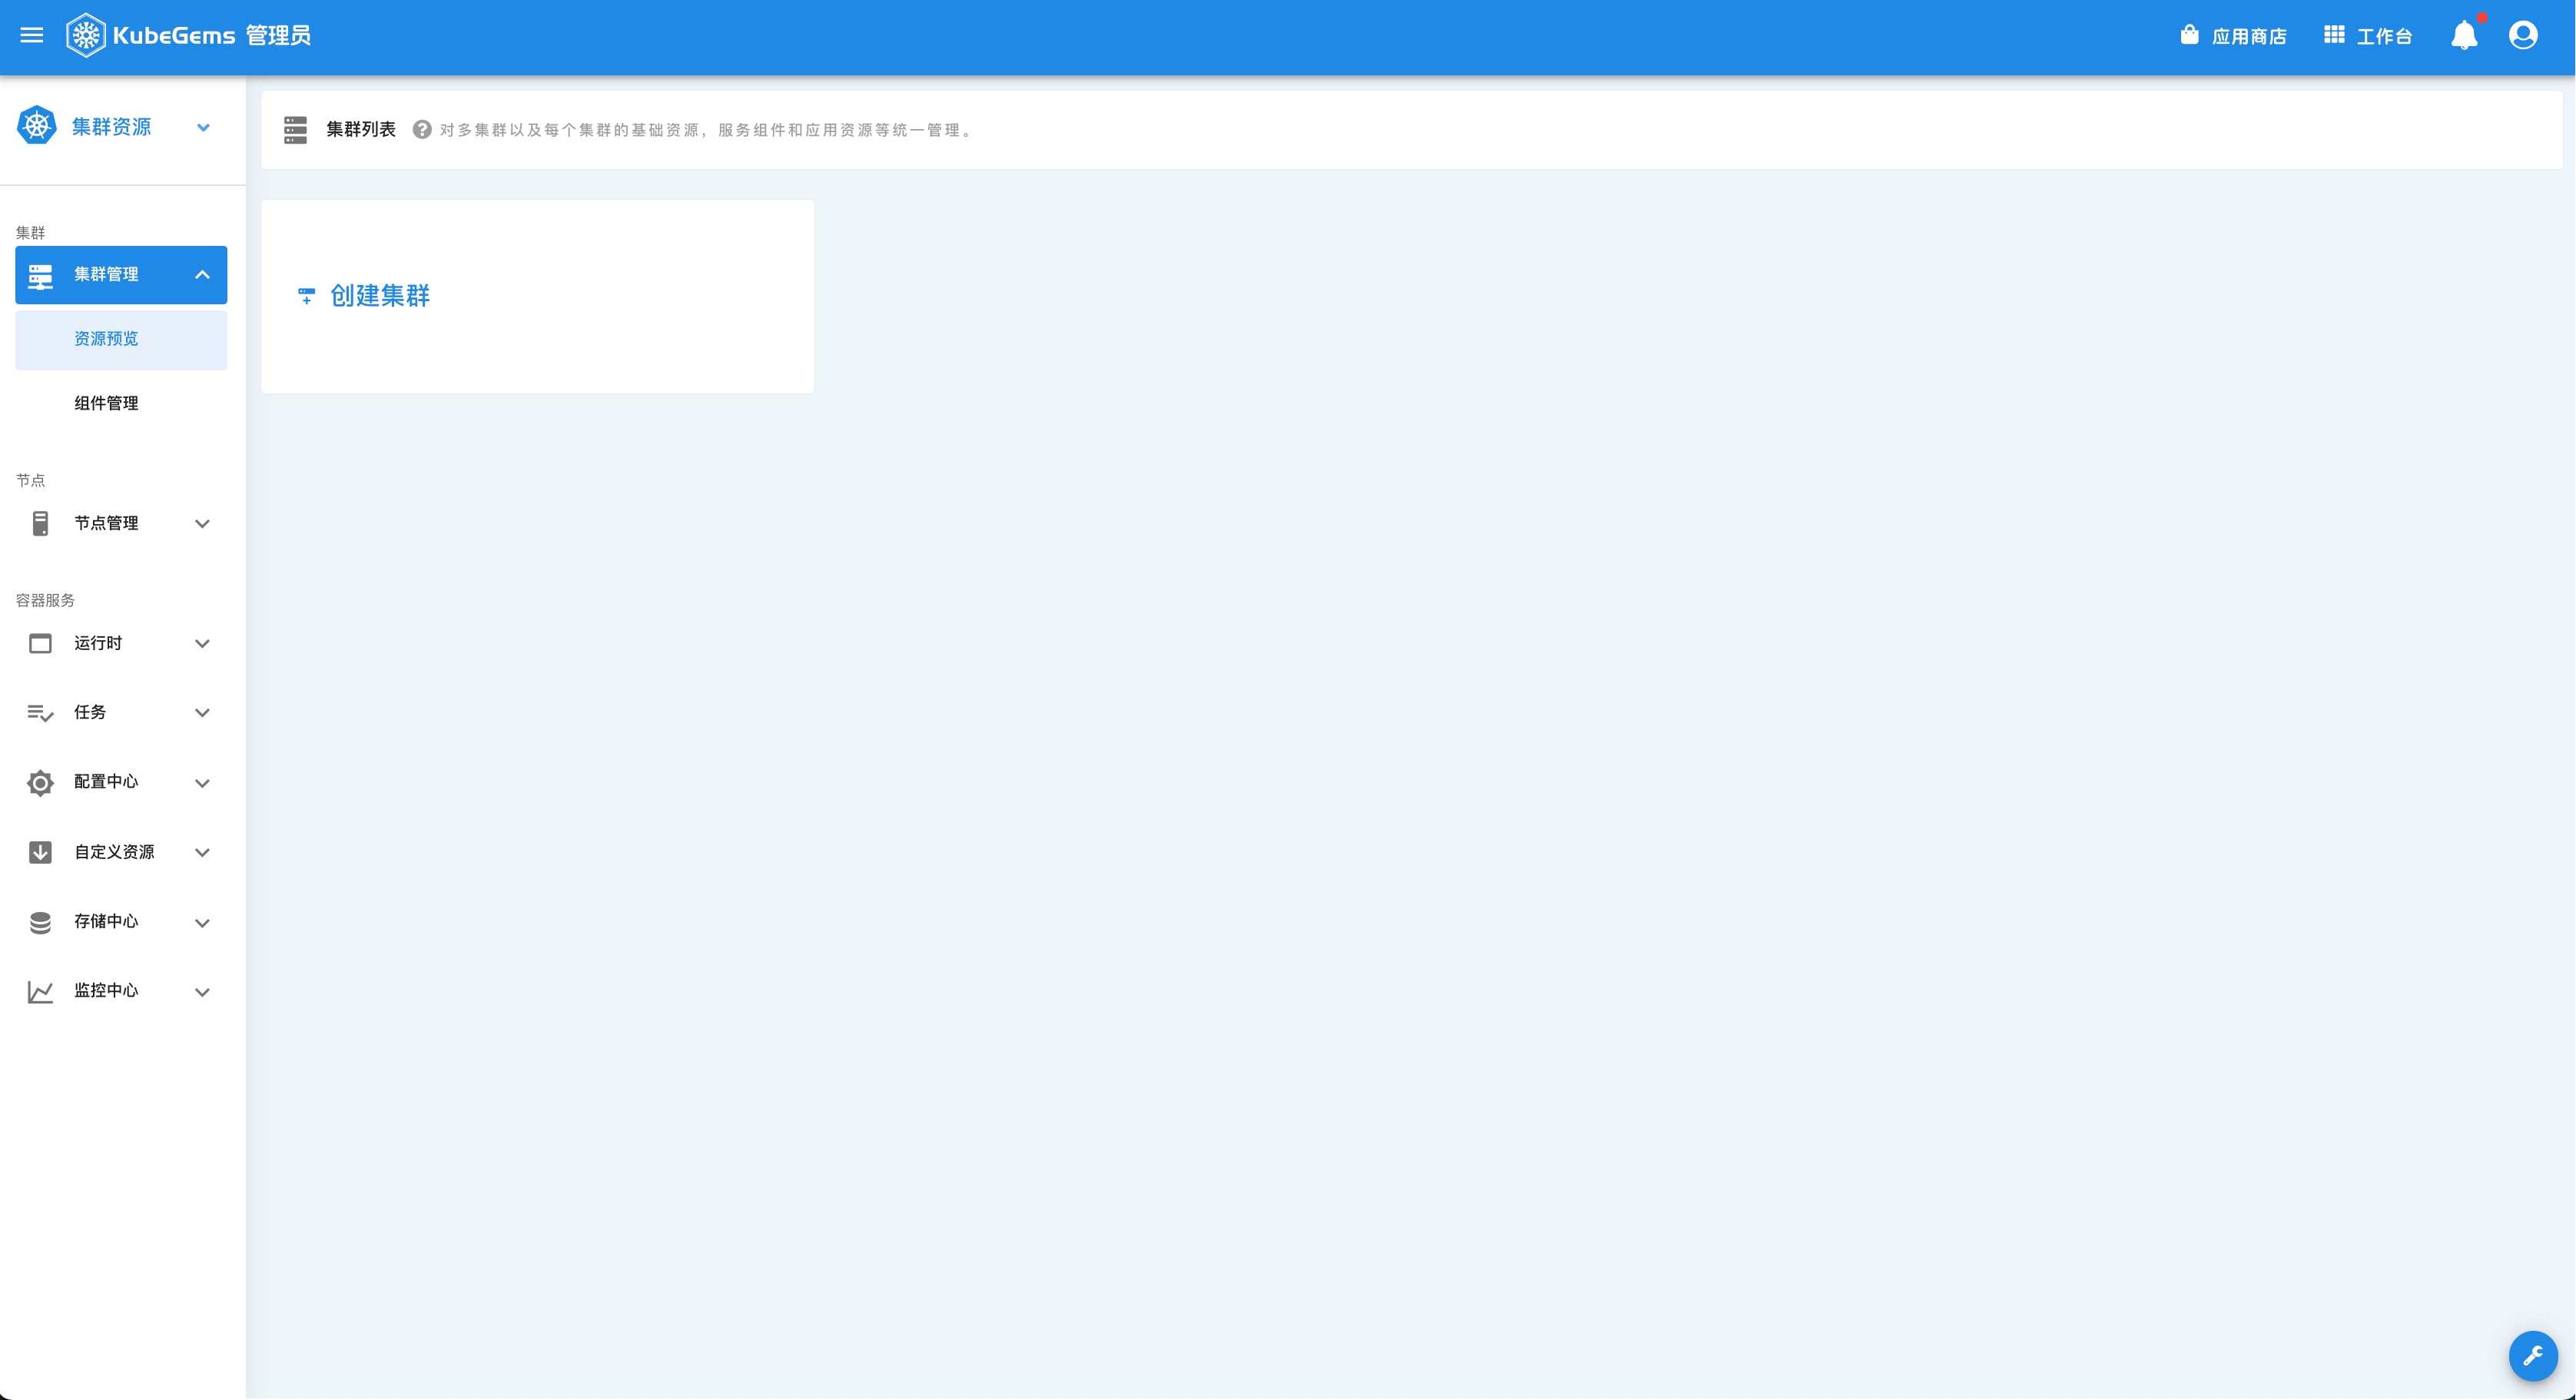 KubeGems 管理员
应用商店
工作台
集群资源
集群
集群管理
资源预览
组件管理
节点
节点管理
容器服务
运行时
任务
配置中心
自定义资源
存储中心
监控中心
集群列表
对多集群以及每个集群的基础资源，服务组件和应用资源等统一管理。
创建集群